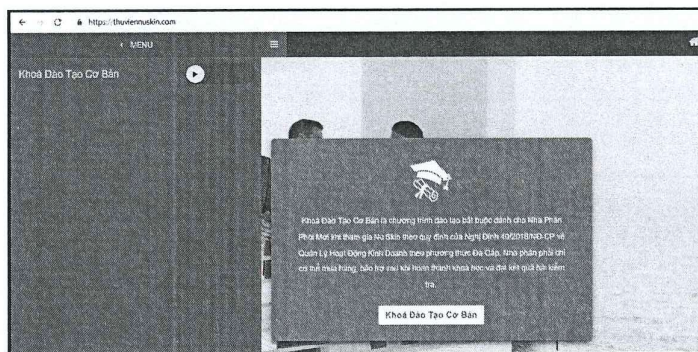 https://thuviennuskin.com
MENU
Khoá Đào Tạo Cơ Bản
Khoá Đào Tạo Cơ Bản là chương trình đào tạo bắt buộc dành cho Nhà Phân
Phối Mới khi tham gia Nu Skin theo quy định của Nghị Định 40/2018/NĐ-CP về
Quản Lý Hoạt Động Kinh Doanh theo phương thức Đa Cấp. Nhà phân phối chỉ
có thể mua hàng, bảo trợ sau khi hoàn thành khoá học và đạt kết quả bài kiểm
tra.
Khoá Đào Tạo Cơ Bản